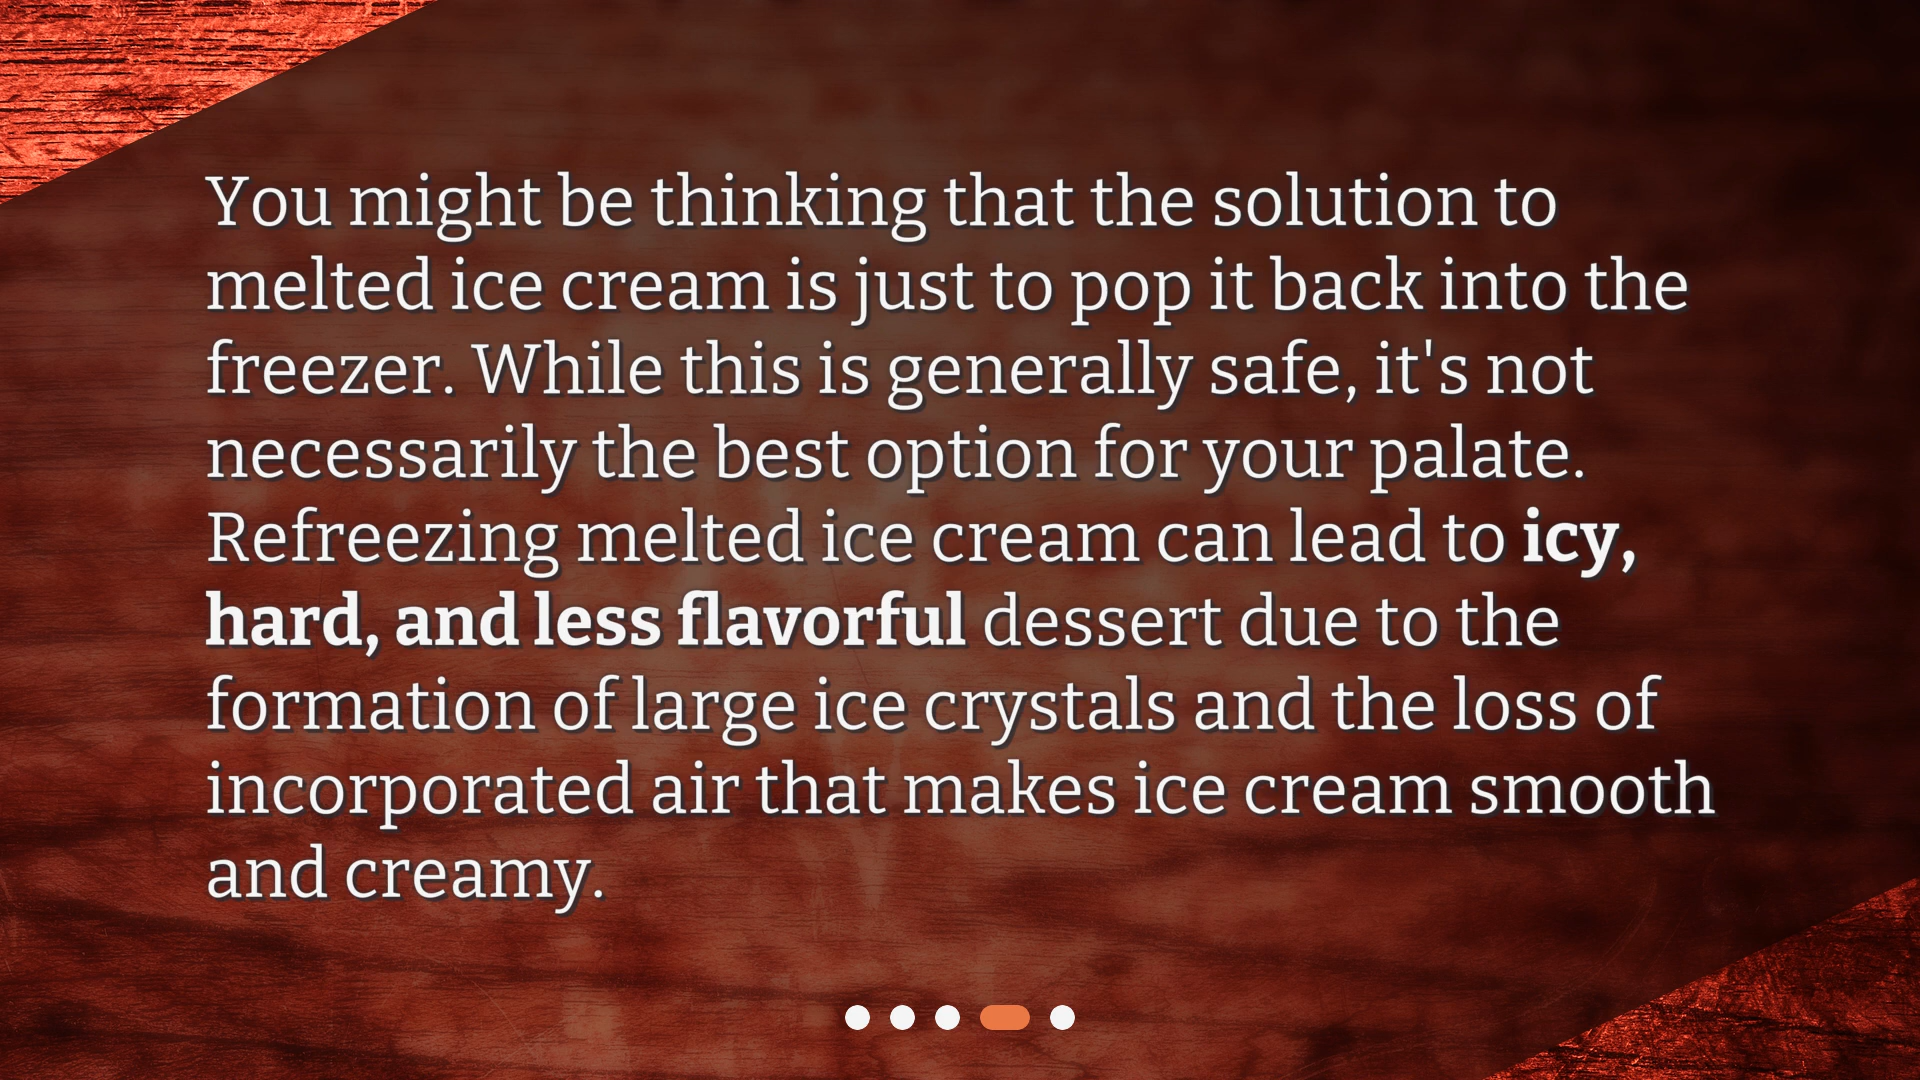 You might be thinking that the solution to
melted ice cream is just to pop it back into the
freezer. While this is generally safe, it's not
necessarily the best option for your palate.
Refreezing melted ice cream can lead to icy,
hard, and less flavorful dessert due to the
formation of large ice crystals and the loss of
incorporated air that makes ice cream smooth
and creamy.